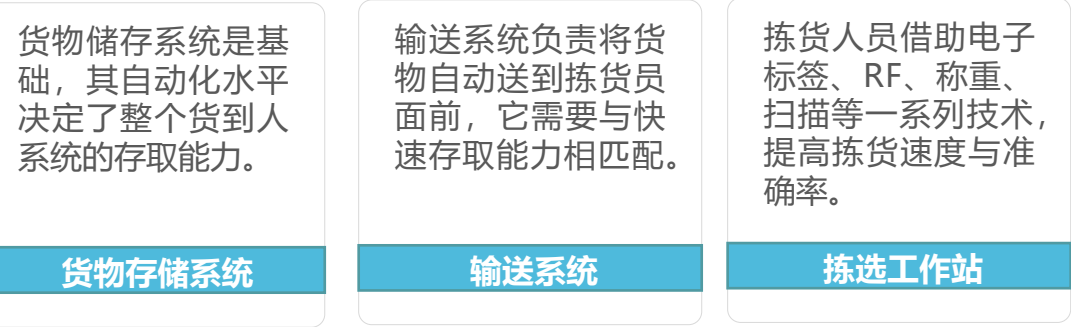 货物储存系统是基
础，其自动化水平
决定了整个货到人
系统的存取能力。
货物存储系统
输送系统负责将货
物自动送到拣货员
面前，它需要与快
速存取能力相匹配。
输送系统
拣货人员借助电子
标签、RF、称重、
扫描等一系列技术，
提高拣货速度与准
确率。
拣选工作站